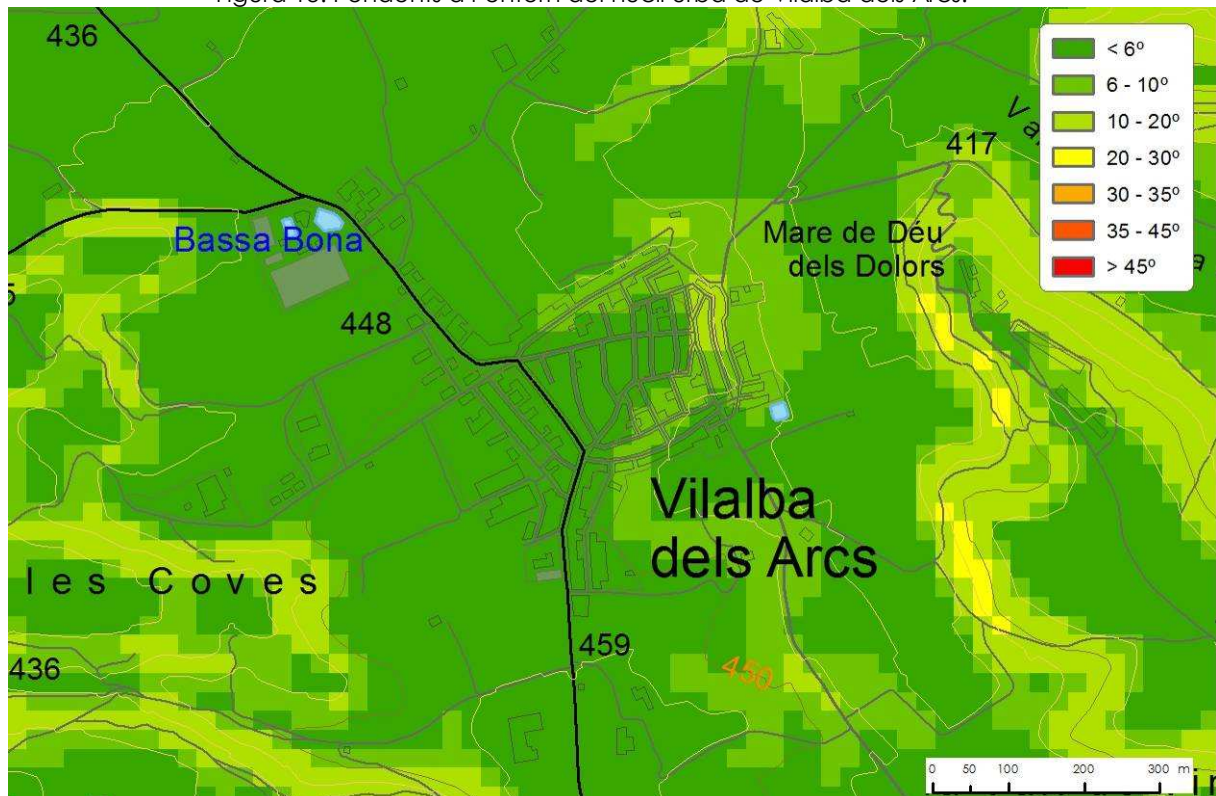 436
< 6º
6 - 10º
10 - 20º
20 - 30º
30 - 35º
35 - 45º
> 45º
417
Mare de Déu
dels Dolors
Bassa Bona
448
Vilalba
dels Arcs
les Coves
436
459
450
0 50 100 200 300 m